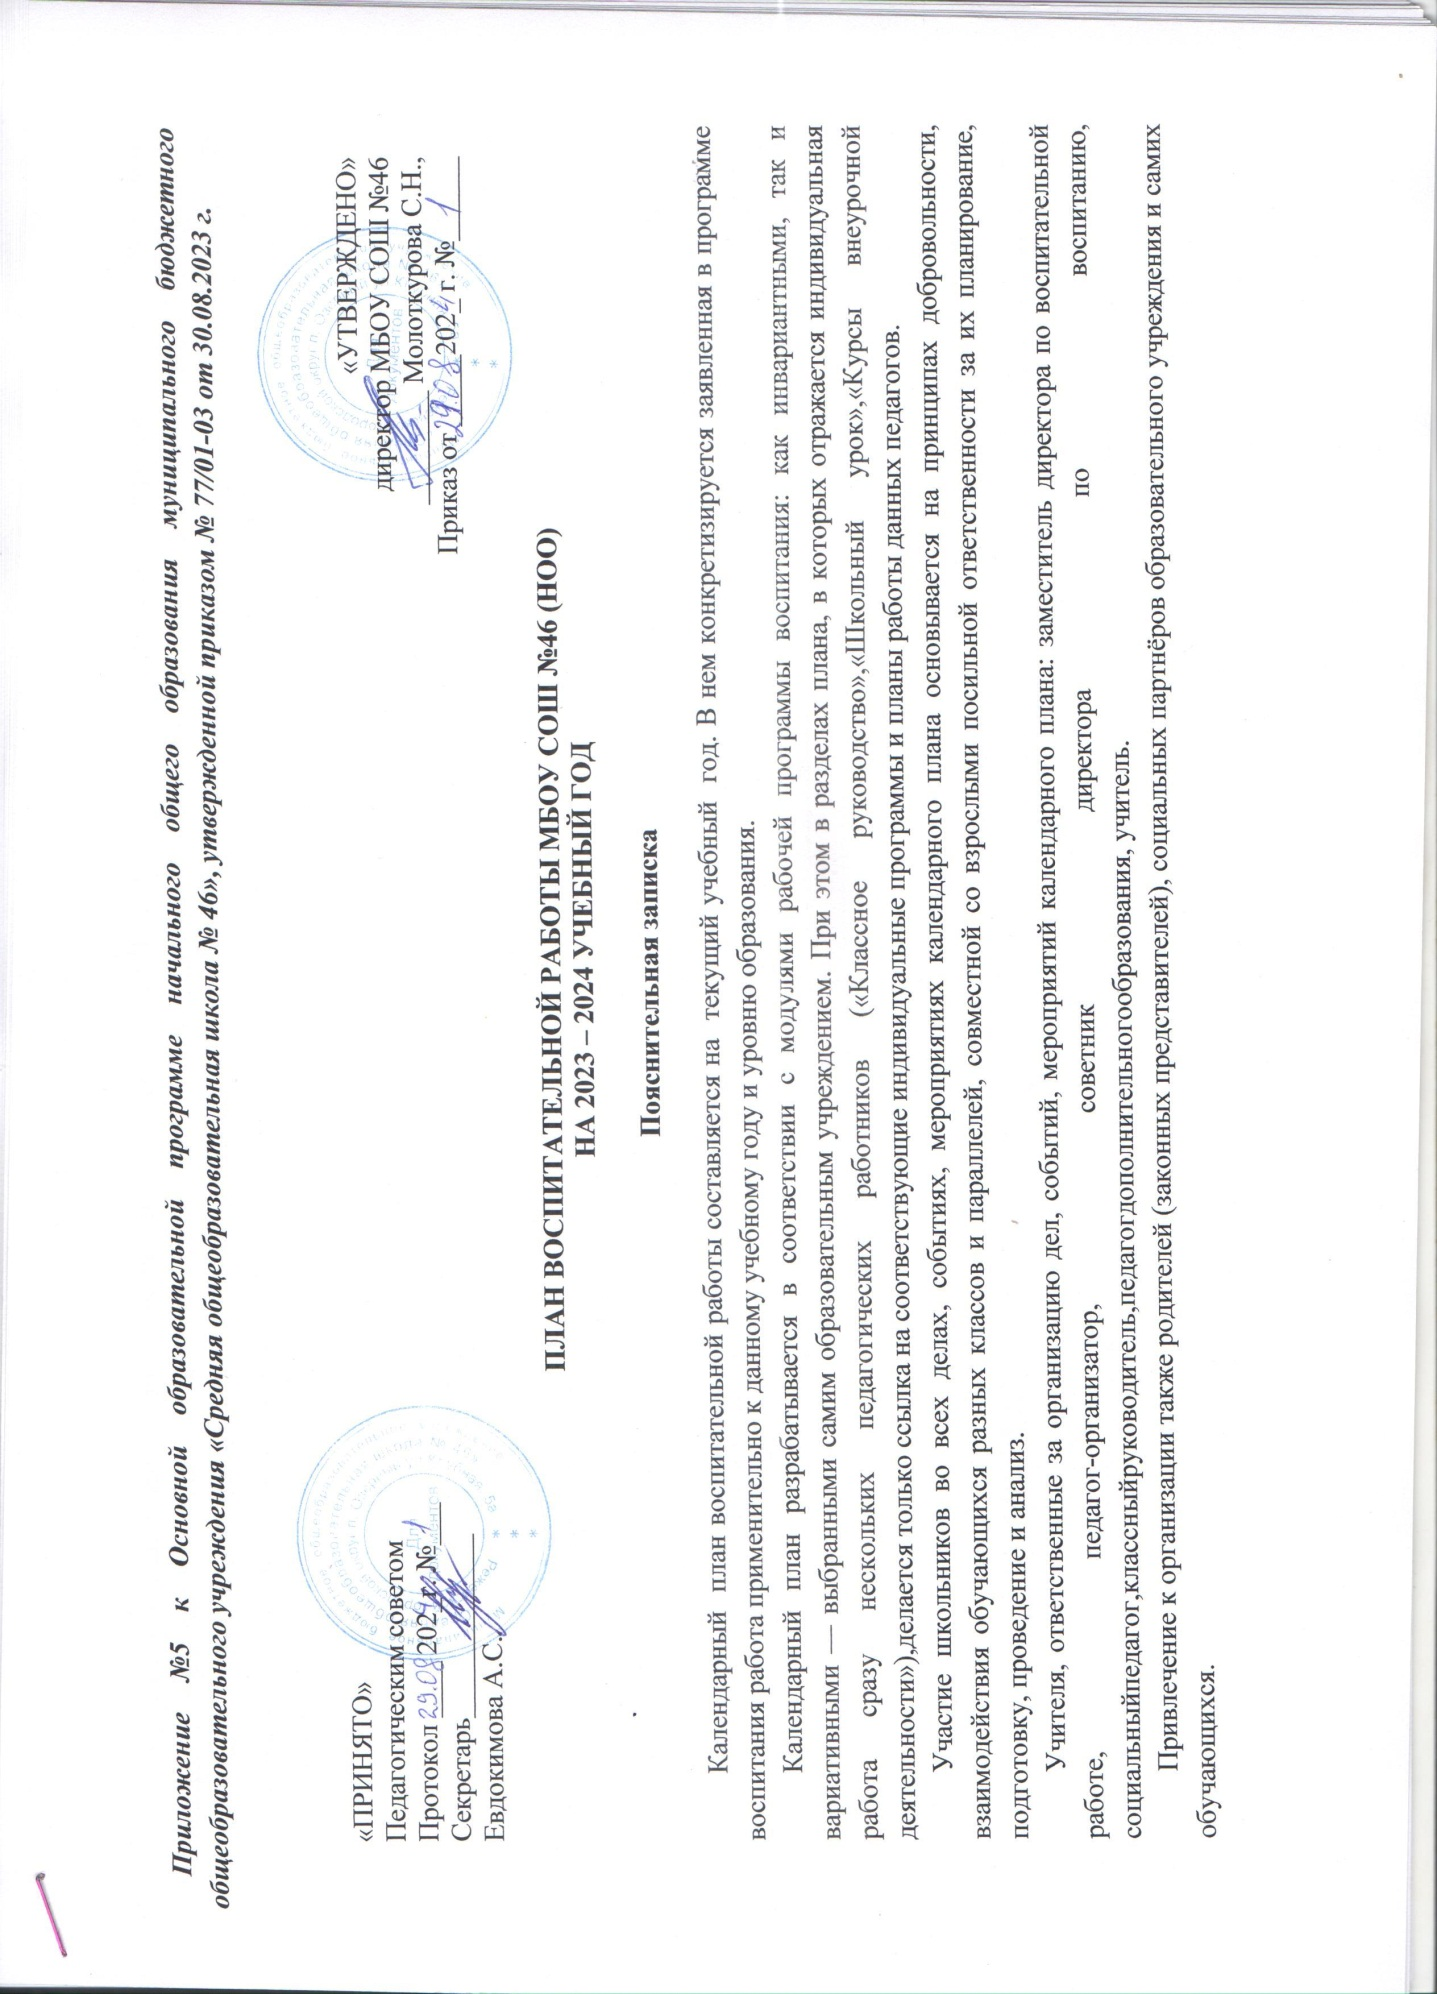 Приложение №5 к Основной образовательной программе начального общего образования муниципального бюджетного
общеобразовательного учреждения «Средняя общеобразовательная школа № 46», утвержденной приказом № 77/01-03 от 30.08.2023 г.
«ПРИНЯТО»
Педагогическим советом
Протокол 29.08 2024 г. № 1
Секретарь
Евдокимова А.С.
«УТВЕРЖДЕНО»
директор МБОУ СОШ №46
Молоткурова С.Н.,
Приказ от 29.08 2024 г. № 1
ПЛАН ВОСПИТАТЕЛЬНОЙ РАБОТЫ МБОУ СОШ №46 (НОО)
НА 2023 – 2024 УЧЕБНЫЙ ГОД
Пояснительная записка
Календарный план воспитательной работы составляется на текущий учебный год. В нем конкретизируется заявленная в программе
воспитания работа применительно к данному учебному году и уровню образования.
Календарный план разрабатывается в соответствии с модулями рабочей программы воспитания: как инвариантными, так и
вариативными — выбранными самим образовательным учреждением. При этом в разделах плана, в которых отражается индивидуальная
работа сразу нескольких педагогических работников («Классное руководство»,«Школьный урок»,«Курсы внеурочной
деятельности»),делается только ссылка на соответствующие индивидуальные программы и планы работы данных педагогов.
Участие школьников во всех делах, событиях, мероприятиях календарного плана основывается на принципах добровольности,
взаимодействия обучающихся разных классов и параллелей, совместной со взрослыми посильной ответственности за их планирование,
подготовку, проведение и анализ.
Учителя, ответственные за организацию дел, событий, мероприятий календарного плана: заместитель директора по воспитательной
работе, педагог-организатор, советник директора по воспитанию,
социальныйпедагог,классныйруководитель,педагогдополнительногообразования, учитель.
Привлечение к организации также родителей (законных представителей), социальных партнёров образовательного учреждения и самих
обучающихся.